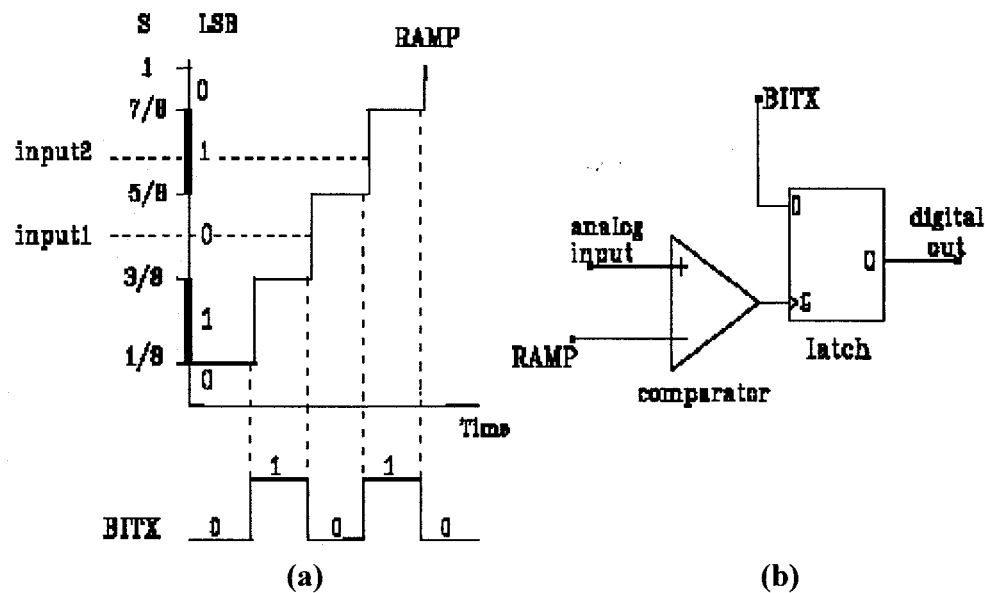 S LSB
RAMP
1
0
7/8
input2
1
5/8
input1
0
3/8
1
1/8
0
Time
1 1
BITX 0 0 0
(a)
BITX
D
analog
input
+
digital
out
Q
G
RAMP
latch
comparator
(b)